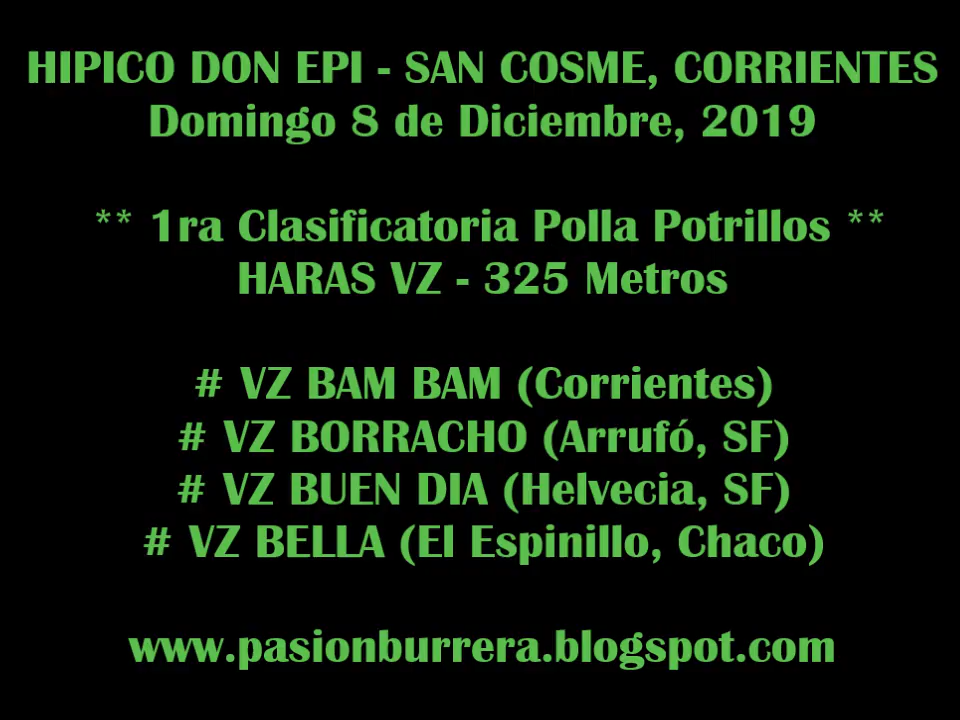 HIPICO DON EPI - SAN COSME, CORRIENTES
Domingo 8 de Diciembre, 2019
** 1ra Clasificatoria Polla Potrillos **
HARAS VZ - 325 Metros
# VZ BAM BAM (Corrientes)
# VZ BORRACHO (Arrufó, SF)
# VZ BUEN DIA (Helvecia, SF)
# VZ BELLA (El Espinillo, Chaco)
www.pasionburrera.blogspot.com